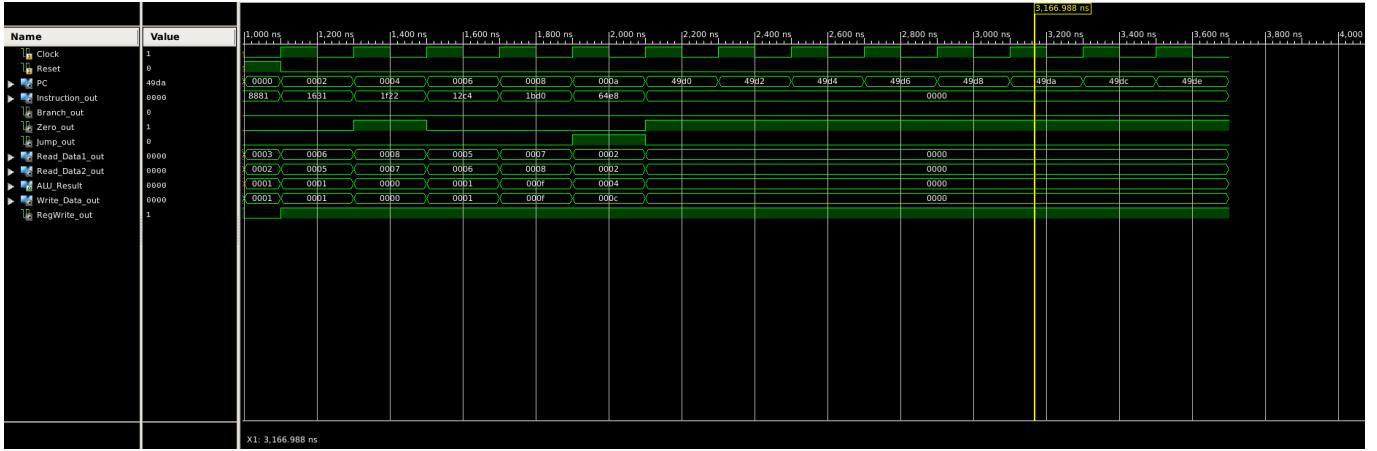 3,166.988 ns
Name Value 1,000 ns 1,200 ns 1,400 ns 1,600 ns 1,800 ns 2,000 ns 2,200 ns 2,400 ns 2,600 ns 2,800 ns 3,000 ns 3,200 ns 3,400 ns 3,600 ns 3,800 ns 4,000
Clock 1
Reset 0
PC 49da 0000 0002 0004 0006 0008 000a 49d0 49d2 49d4 49d6 49d8 49da 49dc 49de
Instruction_out 0000 8881 1631 1f22 12c4 1bd0 64e8 0000
Branch_out 0
Zero_out 1
Jump_out 0
Read_Data1_out 0000 0003 0006 0008 0005 0007 0002 0000
Read_Data2_out 0000 0002 0005 0007 0006 0008 0002 0000
ALU_Result 0000 0001 0001 0000 0001 000f 0004 0000
Write_Data_out 0000 0001 0001 0000 0001 000f 000c 0000
RegWrite_out 1
X1: 3,166.988 ns